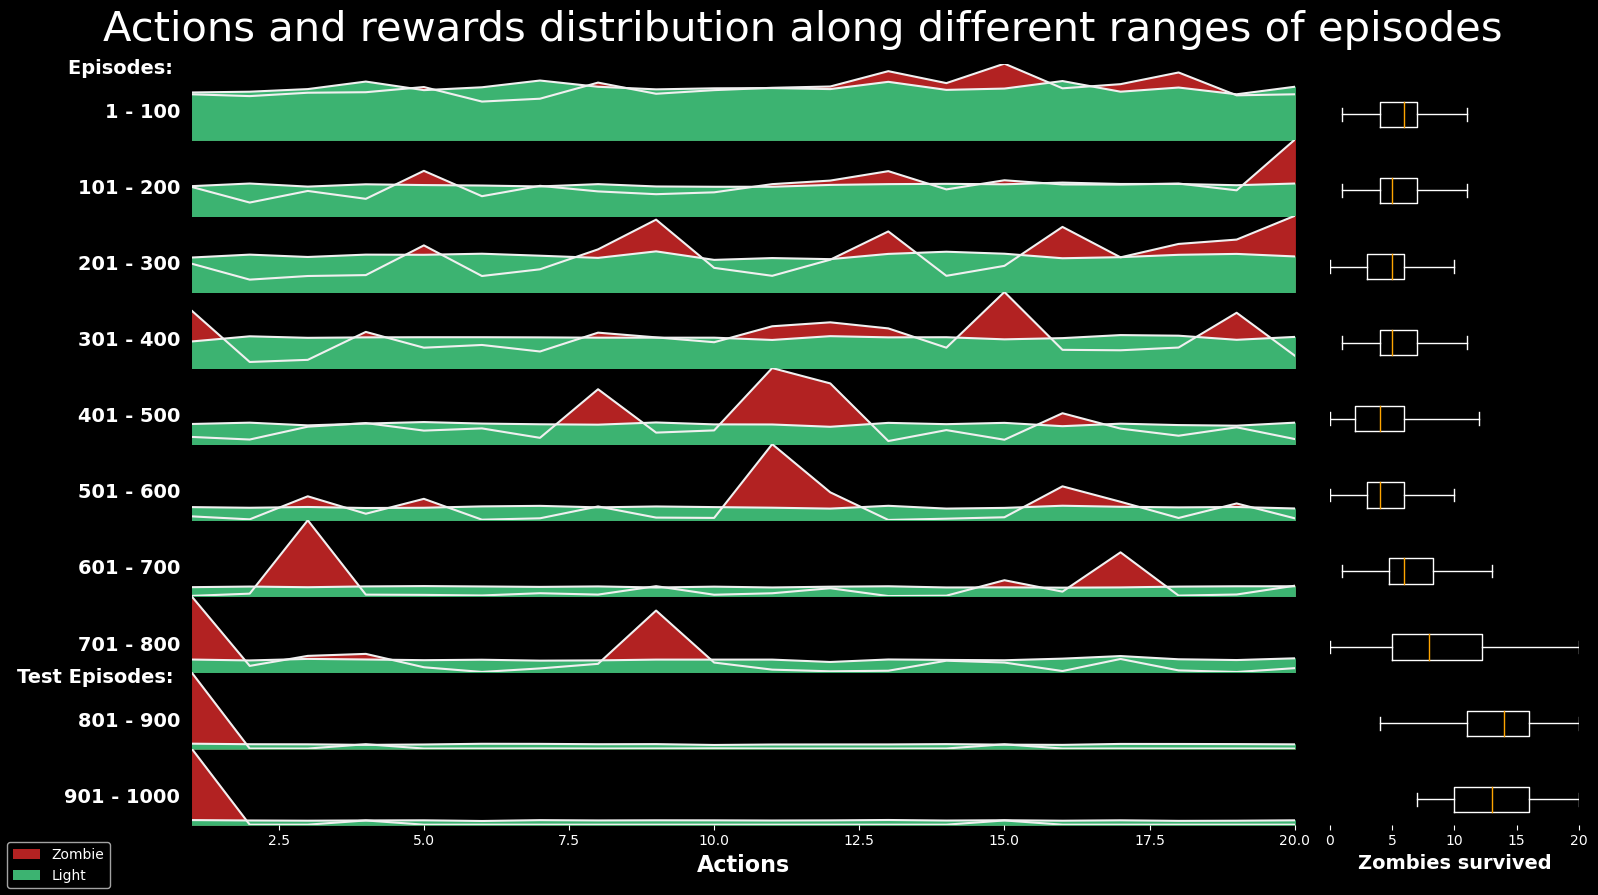 Actions and rewards distribution along different ranges of episodes
Episodes:
1 - 100
101 - 200
201 - 300
301 - 400
401 - 500
501 - 600
601 - 700
701 - 800
Test Episodes:
801 - 900
901 - 1000
2.5 5.0 7.5 10.0 12.5 15.0 17.5 20.0
Actions
0 5 10 15 20
Zombies survived
Zombie
Light